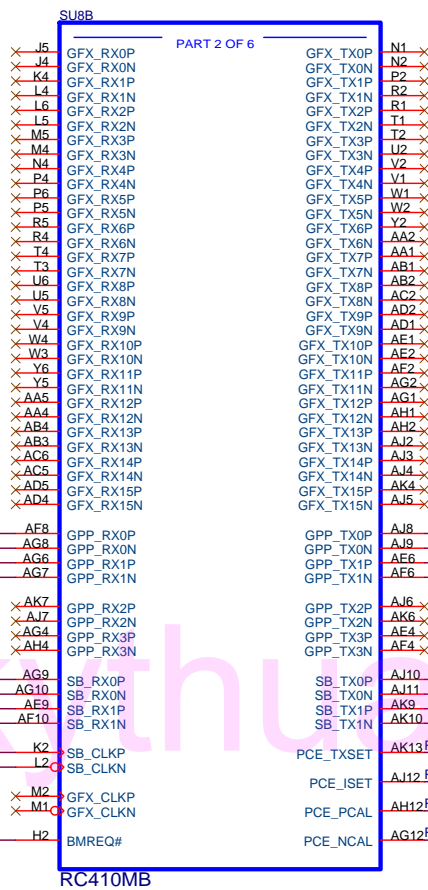 SU8B
PART 2 OF 6
J5 GFX_RX0P GFX_TX0P N1
J4 GFX_RX0N GFX_TX0N N2
K4 GFX_RX1P GFX_TX1P P2
L4 GFX_RX1N GFX_TX1N R2
L6 GFX_RX2P GFX_TX2P R1
L5 GFX_RX2N GFX_TX2N T1
M5 GFX_RX3P GFX_TX3P T2
M4 GFX_RX3N GFX_TX3N U2
N4 GFX_RX4P GFX_TX4P V2
P4 GFX_RX4N GFX_TX4N V1
P6 GFX_RX5P GFX_TX5P W1
P5 GFX_RX5N GFX_TX5N W2
R5 GFX_RX6P GFX_TX6P Y2
R4 GFX_RX6N GFX_TX6N AA2
T4 GFX_RX7P GFX_TX7P AA1
T3 GFX_RX7N GFX_TX7N AB1
U6 GFX_RX8P GFX_TX8P AB2
U5 GFX_RX8N GFX_TX8N AC2
V5 GFX_RX9P GFX_TX9P AD2
V4 GFX_RX9N GFX_TX9N AD1
W4 GFX_RX10P GFX_TX10P AE1
W3 GFX_RX10N GFX_TX10N AE2
Y6 GFX_RX11P GFX_TX11P AF2
Y5 GFX_RX11N GFX_TX11N AG2
AA5 GFX_RX12P GFX_TX12P AG1
AA4 GFX_RX12N GFX_TX12N AH1
AB4 GFX_RX13P GFX_TX13P AH2
AB3 GFX_RX13N GFX_TX13N AJ2
AC6 GFX_RX14P GFX_TX14P AJ3
AC5 GFX_RX14N GFX_TX14N AJ4
AD5 GFX_RX15P GFX_TX15P AK4
AD4 GFX_RX15N GFX_TX15N AJ5
AF8 GPP_RX0P GPP_TX0P AJ8
AG8 GPP_RX0N GPP_TX0N AJ9
AG6 GPP_RX1P GPP_TX1P AE6
AG7 GPP_RX1N GPP_TX1N AF6
AK7 GPP_RX2P GPP_TX2P AJ6
AJ7 GPP_RX2N GPP_TX2N AK6
AG4 GPP_RX3P GPP_TX3P AE4
AH4 GPP_RX3N GPP_TX3N AF4
AG9 SB_RX0P SB_TX0P AJ10
AG10 SB_RX0N SB_TX0N AJ11
AE9 SB_RX1P SB_TX1P AK9
AF10 SB_RX1N SB_TX1N AK10
K2 SB_CLKP PCE_TXSET AK13
L2 SB_CLKN
PCE_ISET AJ12
M2 GFX_CLKP
M1 GFX_CLKN PCE_PCAL AH12
H2 BMREQ# PCE_NCAL AG12
RC410MB
kythua